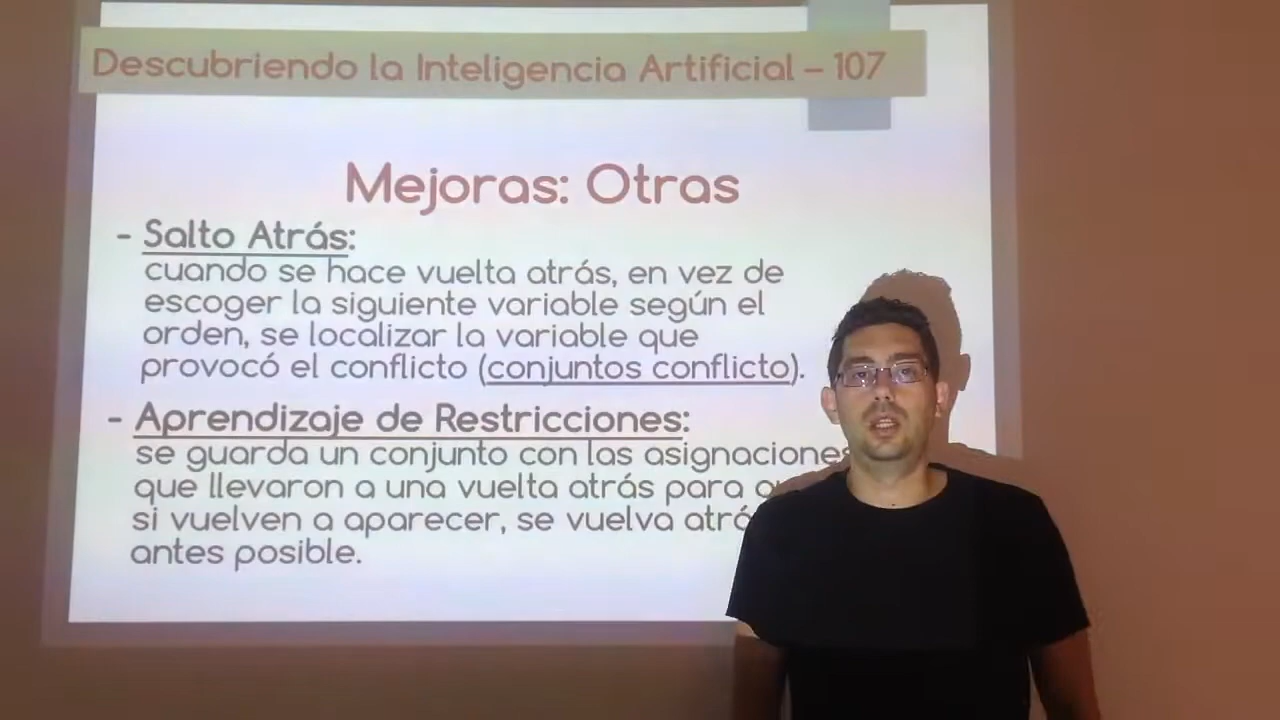 Descubriendo la Inteligencia Artificial – 107
Mejoras: Otras
- Salto Atrás:
cuando se hace vuelta atrás, en vez de
escoger la siguiente variable según el
orden, se localizar la variable que
provocó el conflicto (conjuntos conflicto).
- Aprendizaje de Restricciones:
se guarda un conjunto con las asignaciones
que llevaron a una vuelta atrás para
si vuelven a aparecer, se vuelva
antes posible.